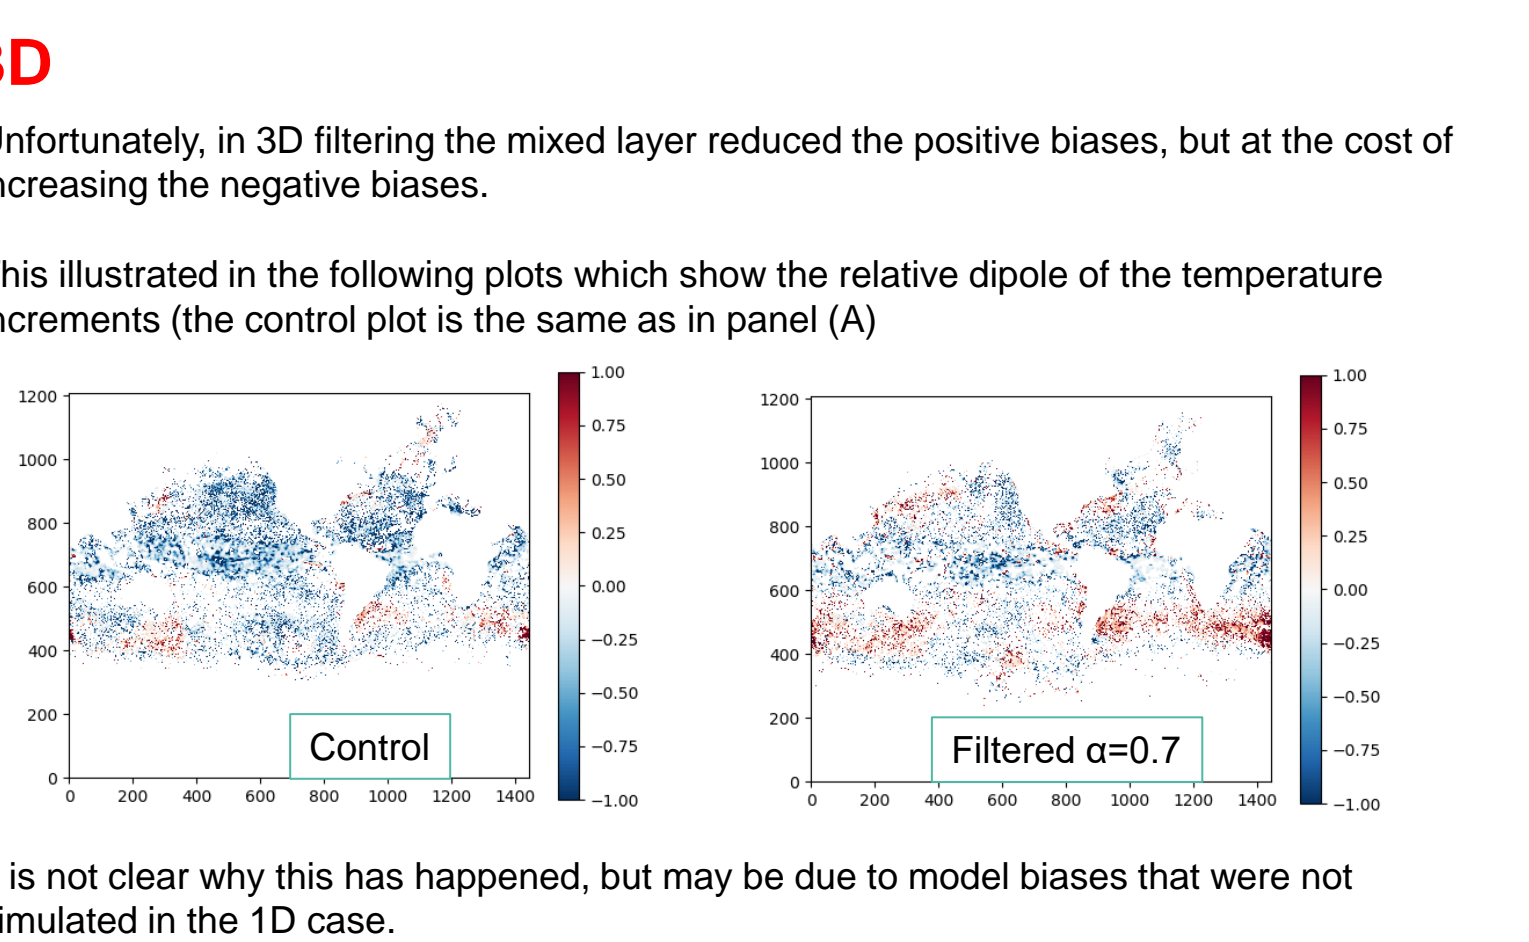 3D
Unfortunately, in 3D filtering the mixed layer reduced the positive biases, but at the cost of
ncreasing the negative biases.
his illustrated in the following plots which show the relative dipole of the temperature
ncrements (the control plot is the same as in panel (A)
1200
1000
800
600
400
200
0
0 200 400 600 800 1000 1200 1400
Control
1.00
0.75
0.50
0.25
0.00
−0.25
−0.50
−0.75
−1.00
1200
1000
800
600
400
200
0
0 200 400 600 800 1000 1200 1400
Filtered α=0.7
1.00
0.75
0.50
0.25
0.00
−0.25
−0.50
−0.75
−1.00
is not clear why this has happened, but may be due to model biases that were not
imulated in the 1D case.